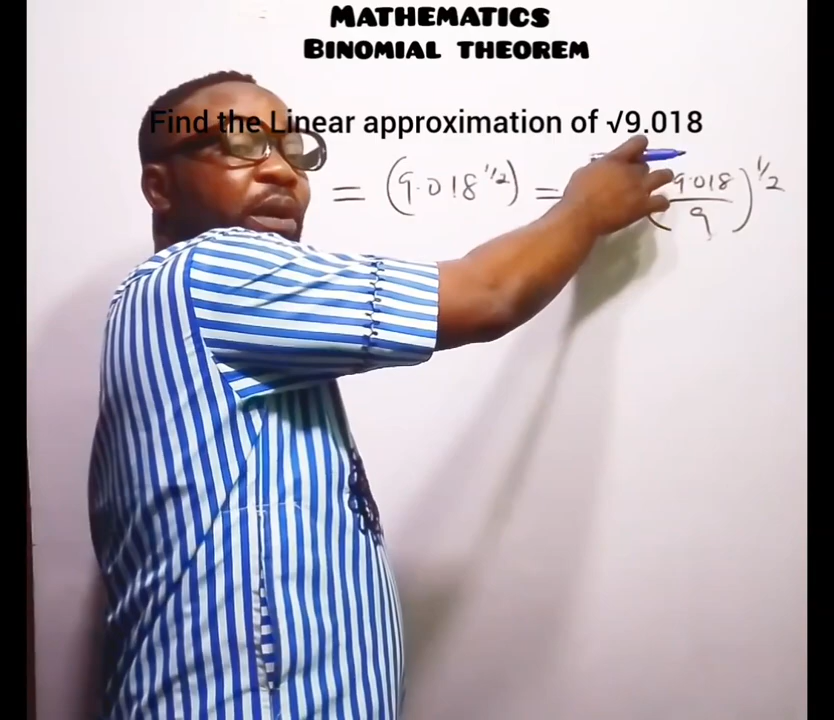 MATHEMATICS
BINOMIAL THEOREM
Find the Linear approximation of √9.018
= (9.018^1/2) = (9.018/9)^1/2